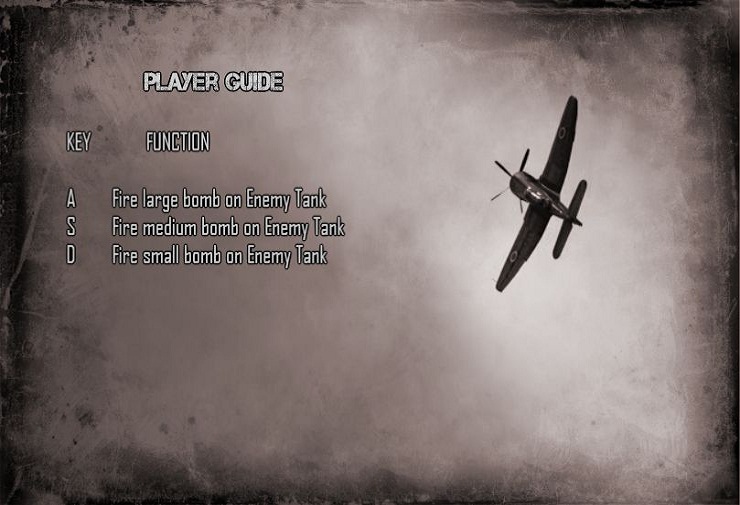 PLAYER GUIDE
KEY FUNCTION
A Fire large bomb on Enemy Tank
S Fire medium bomb on Enemy Tank
D Fire small bomb on Enemy Tank